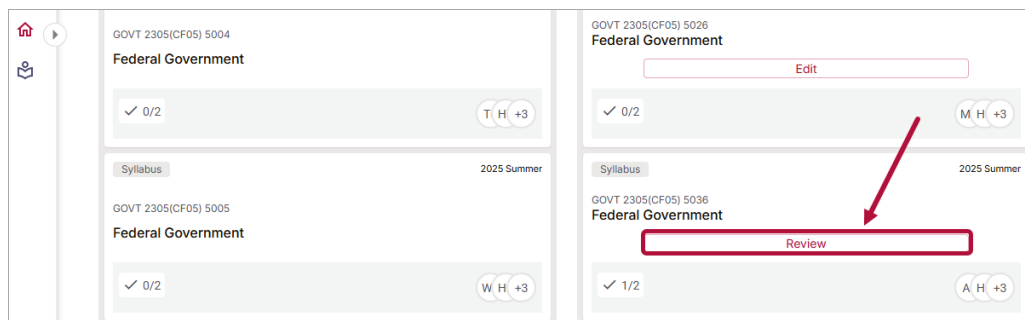 GOVT 2305(CF05) 5004
Federal Government
0/2
T H +3
GOVT 2305(CF05) 5026
Federal Government
Edit
0/2
M H +3
Syllabus 2025 Summer
GOVT 2305(CF05) 5005
Federal Government
0/2
W H +3
Syllabus 2025 Summer
GOVT 2305(CF05) 5036
Federal Government
Review
1/2
A H +3